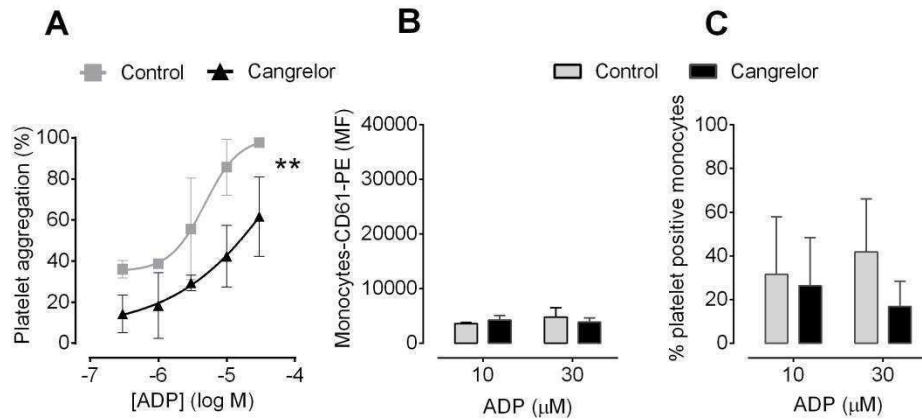 A
B
C
Control Cangrelor
Control Cangrelor
Platelet aggregation (%)
100
80
60
40
20
0
**
-7 -6 -5 -4
[ADP] (log M)
Monocytes-CD61-PE (MF)
40000
30000
20000
10000
0
10 30
ADP (μM)
% platelet positive monocytes
100
80
60
40
20
0
10 30
ADP (μM)